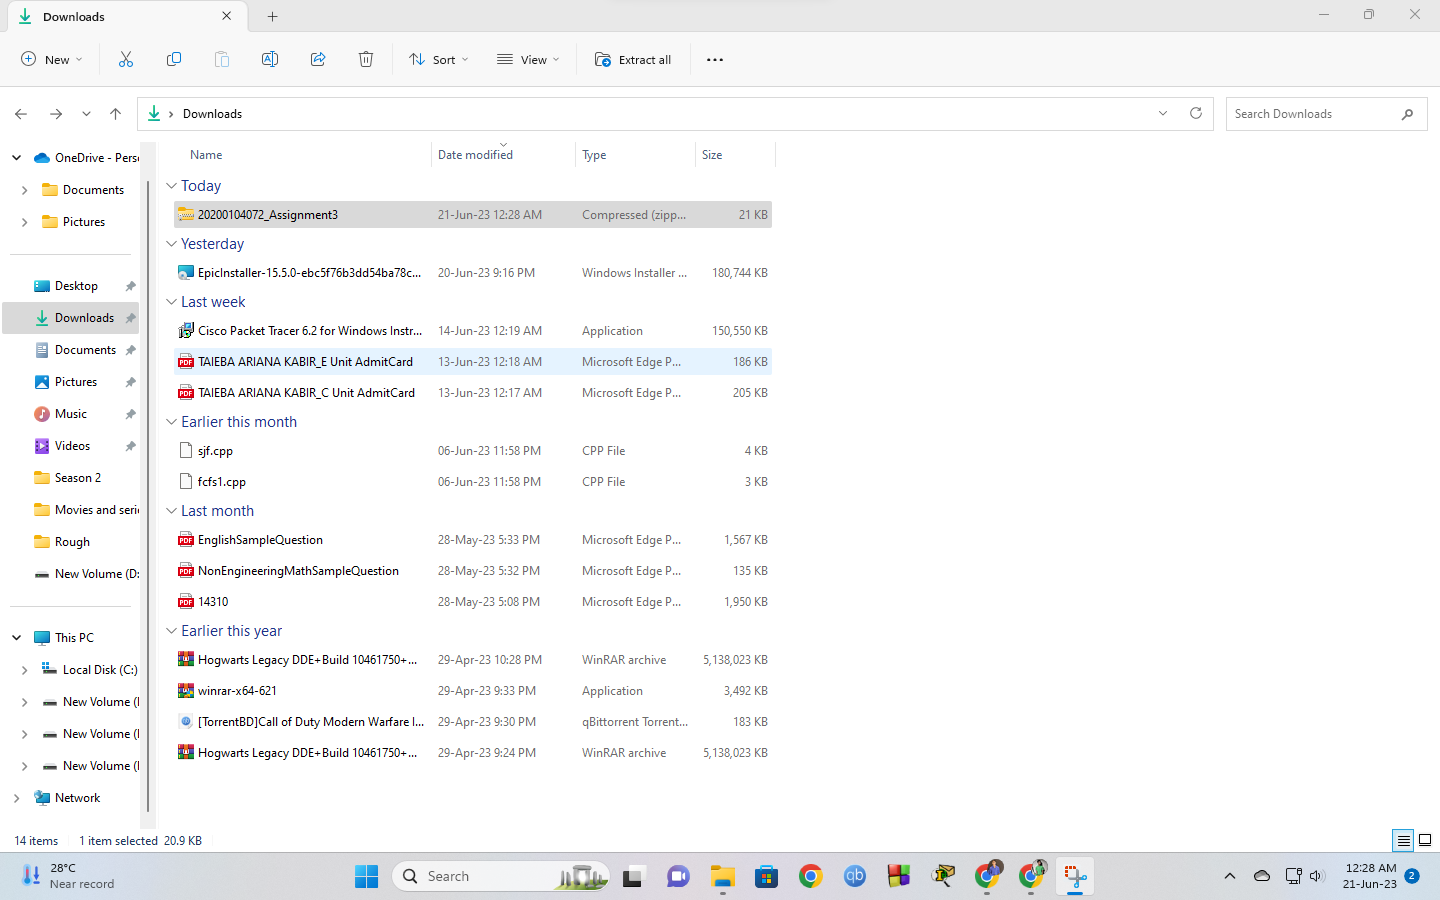 Downloads
New
Sort
View
Extract all
Downloads
Search Downloads
OneDrive - Pers
Documents
Pictures
Desktop
Downloads
Documents
Pictures
Music
Videos
Season 2
Movies and seri
Rough
New Volume (D:
This PC
Local Disk (C:)
New Volume (
New Volume (
New Volume (
Network
Name Date modified Type Size
Today
20200104072_Assignment3 21-Jun-23 12:28 AM Compressed (zipp... 21 KB
Yesterday
EpicInstaller-15.5.0-ebc5f76b3dd54ba78c... 20-Jun-23 9:16 PM Windows Installer ... 180,744 KB
Last week
Cisco Packet Tracer 6.2 for Windows Instr... 14-Jun-23 12:19 AM Application 150,550 KB
TAIEBA ARIANA KABIR_E Unit AdmitCard 13-Jun-23 12:18 AM Microsoft Edge P... 186 KB
TAIEBA ARIANA KABIR_C Unit AdmitCard 13-Jun-23 12:17 AM Microsoft Edge P... 205 KB
Earlier this month
sjf.cpp 06-Jun-23 11:58 PM CPP File 4 KB
fcfs1.cpp 06-Jun-23 11:58 PM CPP File 3 KB
Last month
EnglishSampleQuestion 28-May-23 5:33 PM Microsoft Edge P... 1,567 KB
NonEngineeringMathSampleQuestion 28-May-23 5:32 PM Microsoft Edge P... 135 KB
14310 28-May-23 5:08 PM Microsoft Edge P... 1,950 KB
Earlier this year
Hogwarts Legacy DDE+Build 10461750+... 29-Apr-23 10:28 PM WinRAR archive 5,138,023 KB
winrar-x64-621 29-Apr-23 9:33 PM Application 3,492 KB
[TorrentBD]Call of Duty Modern Warfare I... 29-Apr-23 9:30 PM qBittorrent Torrent... 183 KB
Hogwarts Legacy DDE+Build 10461750+... 29-Apr-23 9:24 PM WinRAR archive 5,138,023 KB
14 items 1 item selected 20.9 KB
28°C
Near record
Search
qb
12:28 AM
21-Jun-23
2